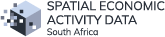 SPATIAL ECONOMIC
ACTIVITY DATA
South Africa